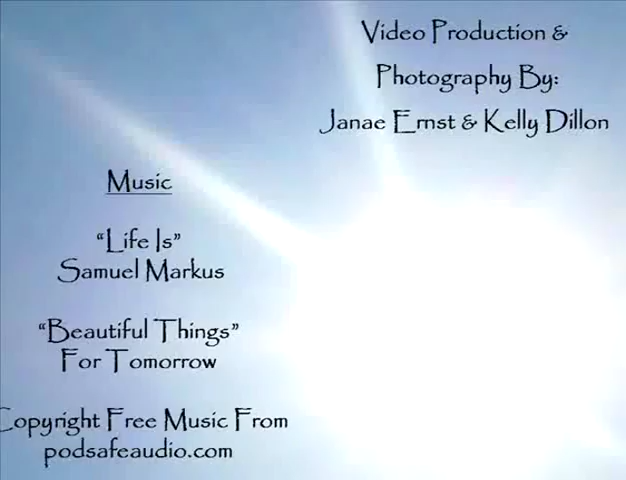 Video Production &
Photography By:
Janae Ernst & Kelly Dillon
Music
“Life Is”
Samuel Markus
“Beautiful Things”
For Tomorrow
Copyright Free Music From
podsafeaudio.com